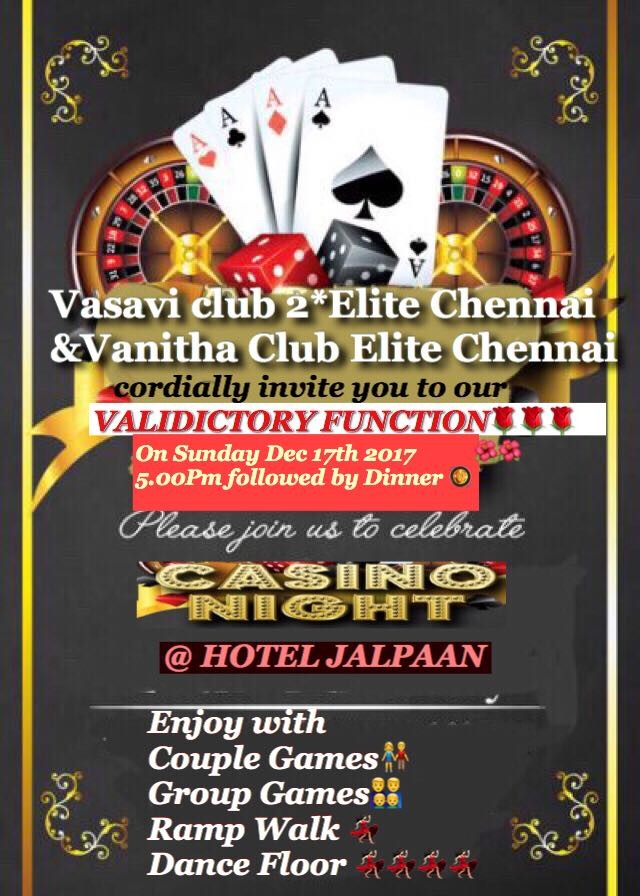 A
A
A
A
A
Vasavi club 2*Elite Chennai
&Vanitha Club Elite Chennai
cordially invite you to our
VALIDICTORY FUNCTION🌹🌹🌹
On Sunday Dec 17th 2017 🌺🌺
5.00Pm followed by Dinner 🥘
Please join us to celebrate
CASINO
NIGHT
@ HOTEL JALPAAN
Enjoy with
Couple Games👫
Group Games👨‍👨‍👦‍👦
Ramp Walk 💃
Dance Floor 💃💃💃💃